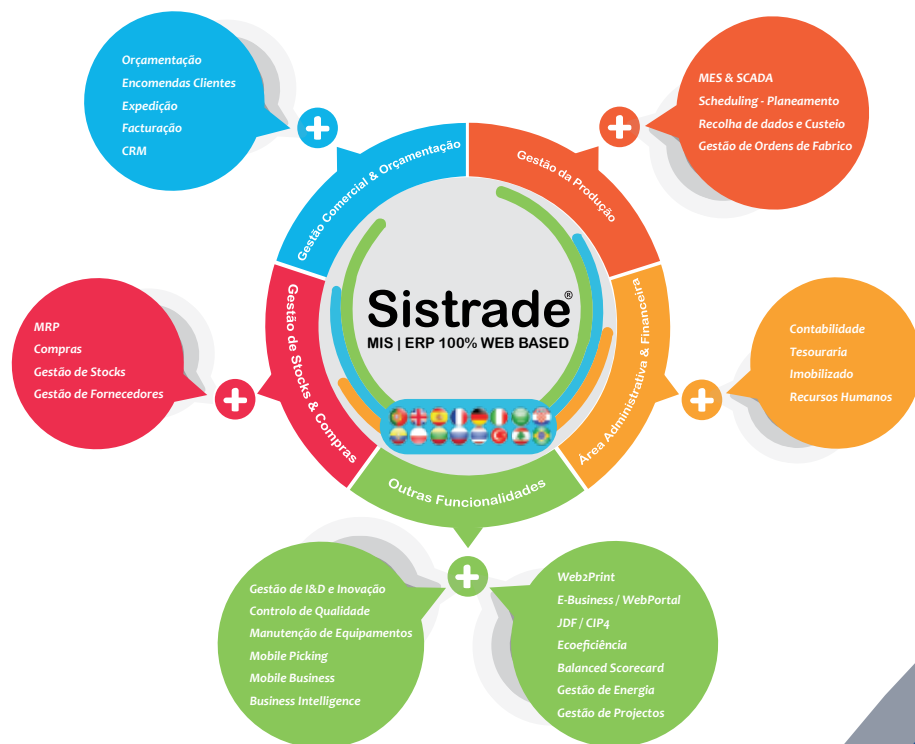 Orçamentação
Encomendas Clientes
Expedição
Facturação
CRM
MES & SCADA
Scheduling - Planeamento
Recolha de dados e Custeio
Gestão de Ordens de Fabrico
Gestão Comercial & Orçamentação
Gestão da Produção
Gestão de Stocks & Compras
Área Administrativa & Financeira
Outras Funcionalidades
Sistrade®
MIS | ERP 100% WEB BASED
MRP
Compras
Gestão de Stocks
Gestão de Fornecedores
Contabilidade
Tesouraria
Imobilizado
Recursos Humanos
Gestão de I&D e Inovação
Controlo de Qualidade
Manutenção de Equipamentos
Mobile Picking
Mobile Business
Business Intelligence
Web2Print
E-Business / WebPortal
JDF / CIP4
Ecoeficiência
Balanced Scorecard
Gestão de Energia
Gestão de Projectos